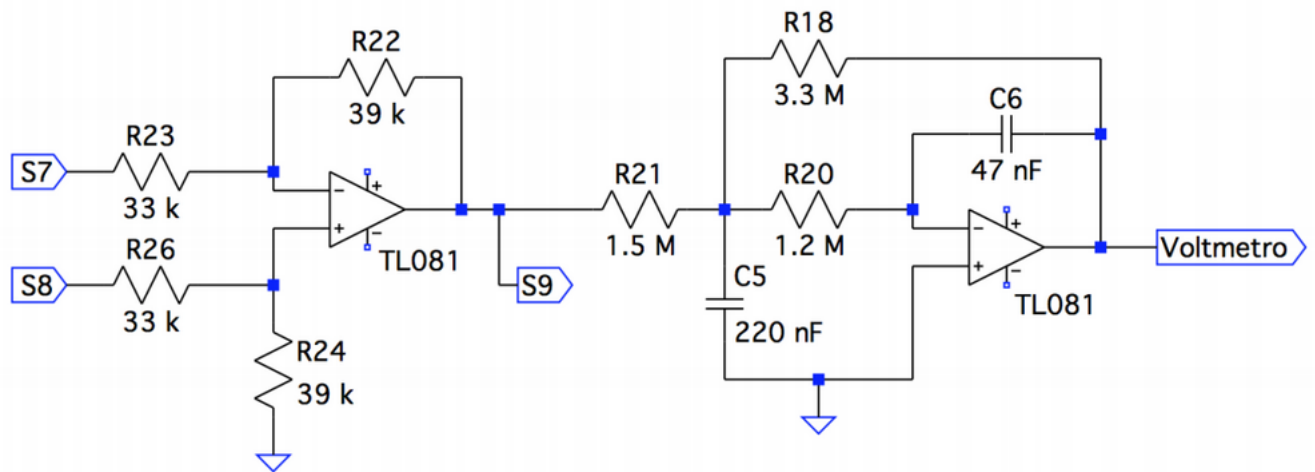 R18
3.3 M
R22
39 k
C6
47 nF
R23
S7
33 k
R21
1.5 M
R20
1.2 M
−
+
+
−
TL081
−
+
+
−
TL081
Voltmetro
R26
S8
33 k
S9
C5
220 nF
R24
39 k